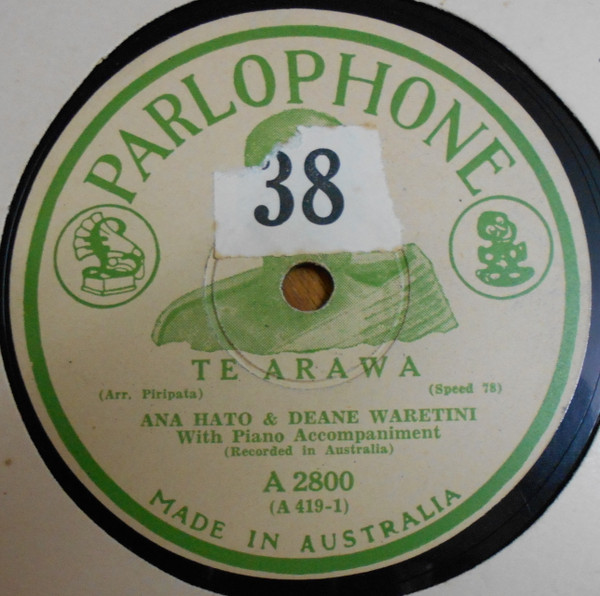 PARLOPHONE
38
TE ARAWA
(Arr. Piripata)
(Speed 78)
ANA HATO & DEANE WARETINI
With Piano Accompaniment
(Recorded in Australia)
A 2800
(A 419-1)
MADE IN AUSTRALIA